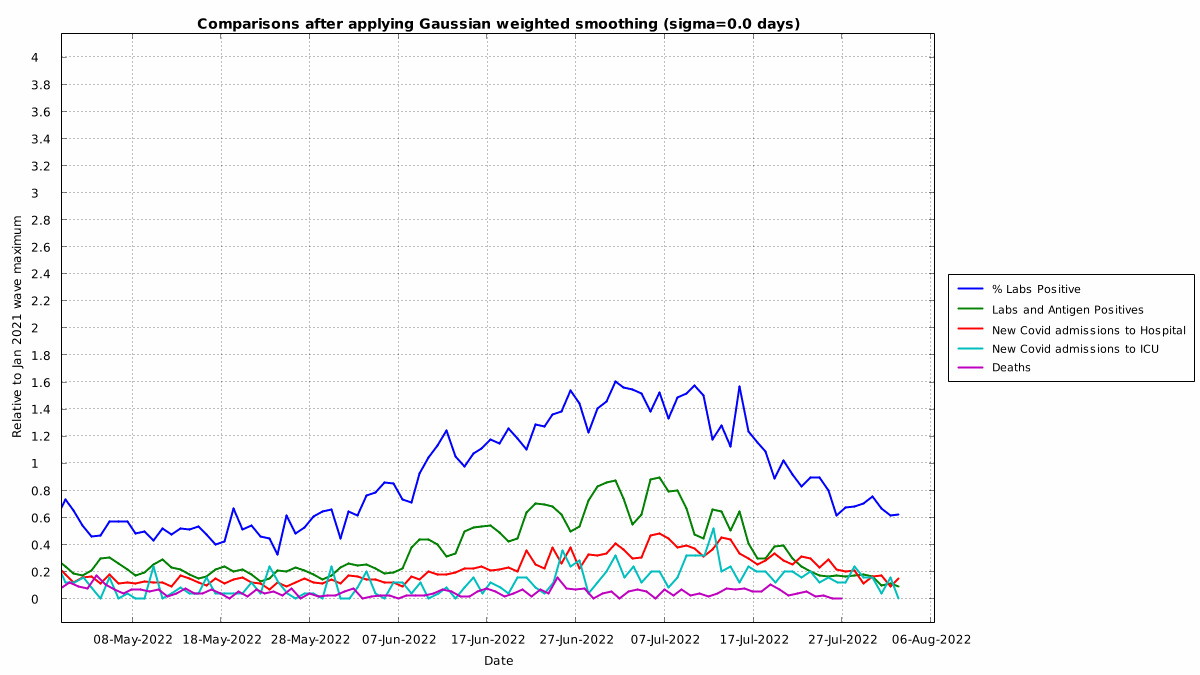 Comparisons after applying Gaussian weighted smoothing (sigma=0.0 days)
Relative to Jan 2021 wave maximum
4
3.8
3.6
3.4
3.2
3
2.8
2.6
2.4
2.2
2
1.8
1.6
1.4
1.2
1
0.8
0.6
0.4
0.2
0
08-May-2022 18-May-2022 28-May-2022 07-Jun-2022 17-Jun-2022 27-Jun-2022 07-Jul-2022 17-Jul-2022 27-Jul-2022 06-Aug-2022
Date
% Labs Positive
Labs and Antigen Positives
New Covid admissions to Hospital
New Covid admissions to ICU
Deaths